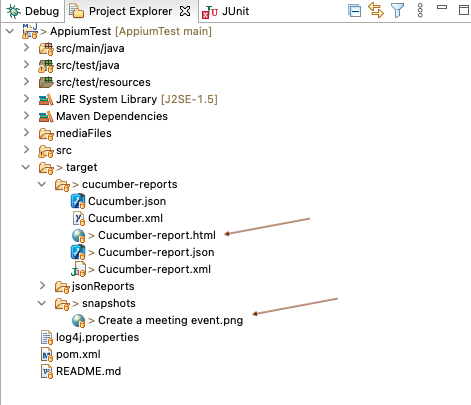 Debug Project Explorer JUnit
> AppiumTest [AppiumTest main]
src/main/java
src/test/java
src/test/resources
JRE System Library [J2SE-1.5]
Maven Dependencies
mediaFiles
src
> target
> cucumber-reports
Cucumber.json
Cucumber.xml
> Cucumber-report.html
> Cucumber-report.json
> Cucumber-report.xml
jsonReports
> snapshots
> Create a meeting event.png
log4j.properties
pom.xml
README.md